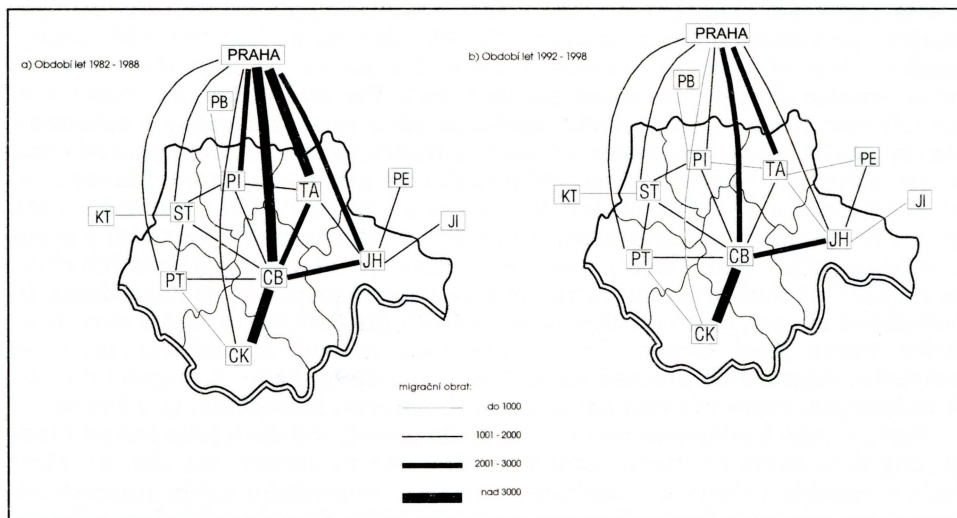 a) Období let 1982 - 1988
PRAHA
PB
PI
TA
PE
KT
ST
JI
JH
PT
CB
CK
b) Období let 1992 - 1998
PRAHA
PB
PI
TA
PE
KT
ST
JI
JH
PT
CB
CK
migrační obrat:
do 1000
1001 - 2000
2001 - 3000
nad 3000